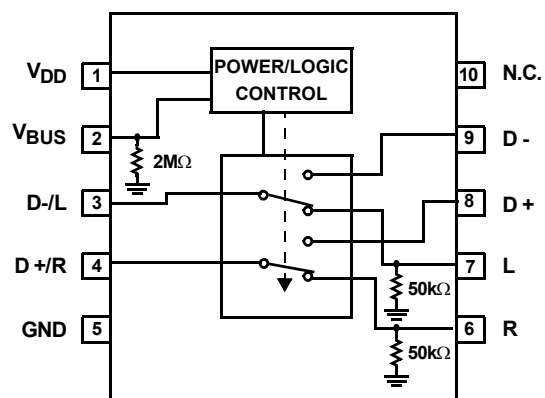 POWER/LOGIC
CONTROL
VDD 1
10 N.C.
VBUS 2
9 D -
2MΩ
D-/L 3
8 D +
D +/R 4
7 L
50kΩ
GND 5
6 R
50kΩ